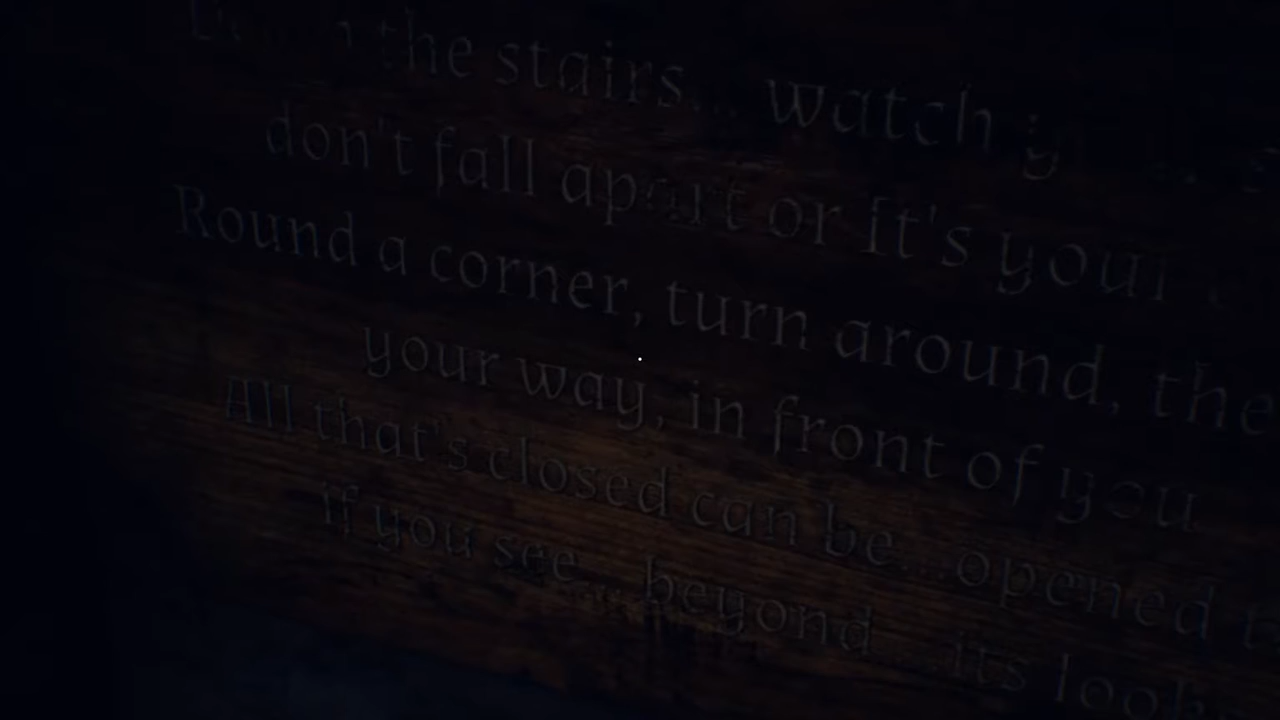 the stairs... watch
don't fall apart or it's your
Round a corner, turn around,
your way, in front of you
All that's closed can be...opened
if you see... beyond ...its